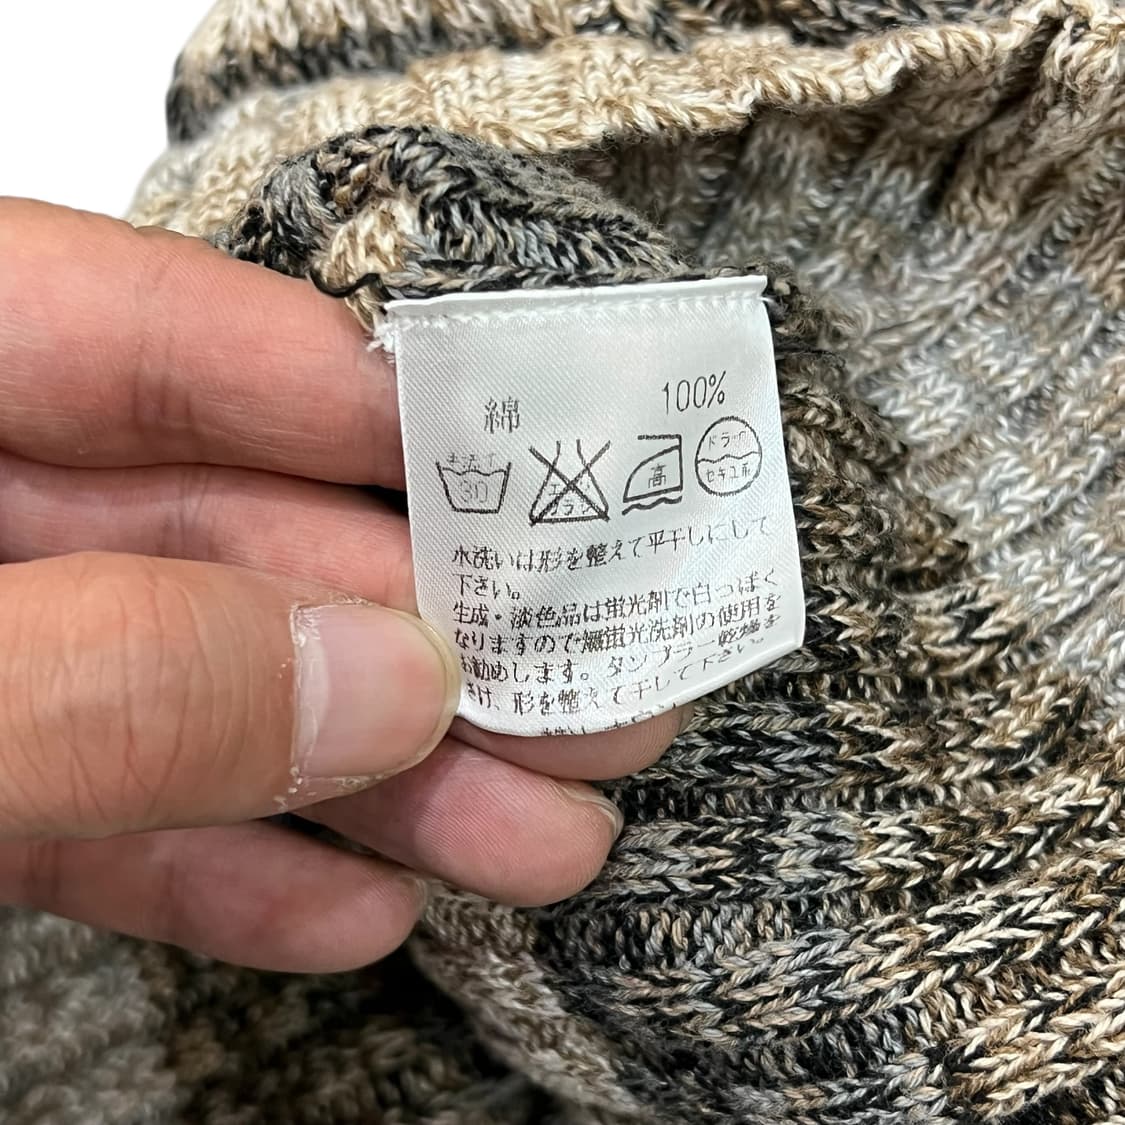 綿 100%
手洗イ 30
エンソ サラシ
高
ドライ
セキユ系
水洗いは形を整えて平干しにして
下さい。
生成・淡色品は蛍光剤で白っぽく
なりますので無蛍光洗剤の使用を
お勧めします。タンブラー乾燥を
さけ、形を整えて干して下さい。